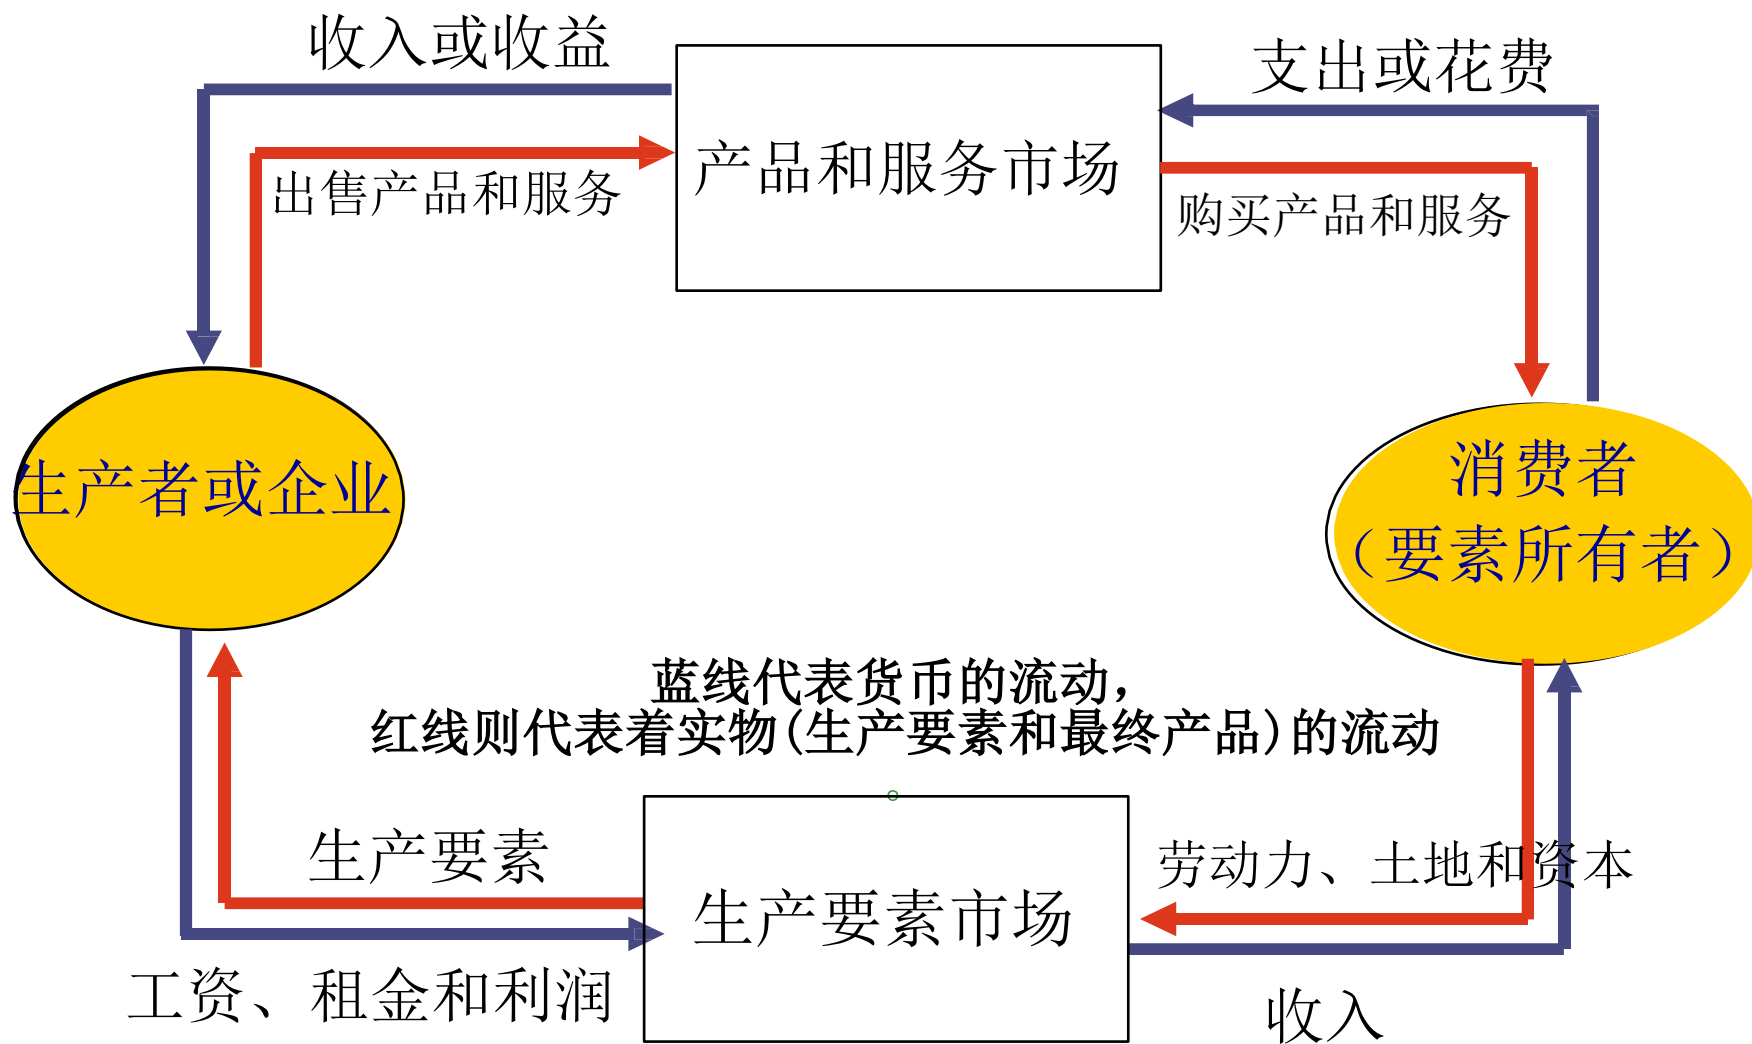 收入或收益
支出或花费
产品和服务市场
出售产品和服务
购买产品和服务
生产者或企业
消费者
（要素所有者）
蓝线代表货币的流动，
红线则代表着实物(生产要素和最终产品)的流动
生产要素
劳动力、土地和资本
生产要素市场
工资、租金和利润
收入